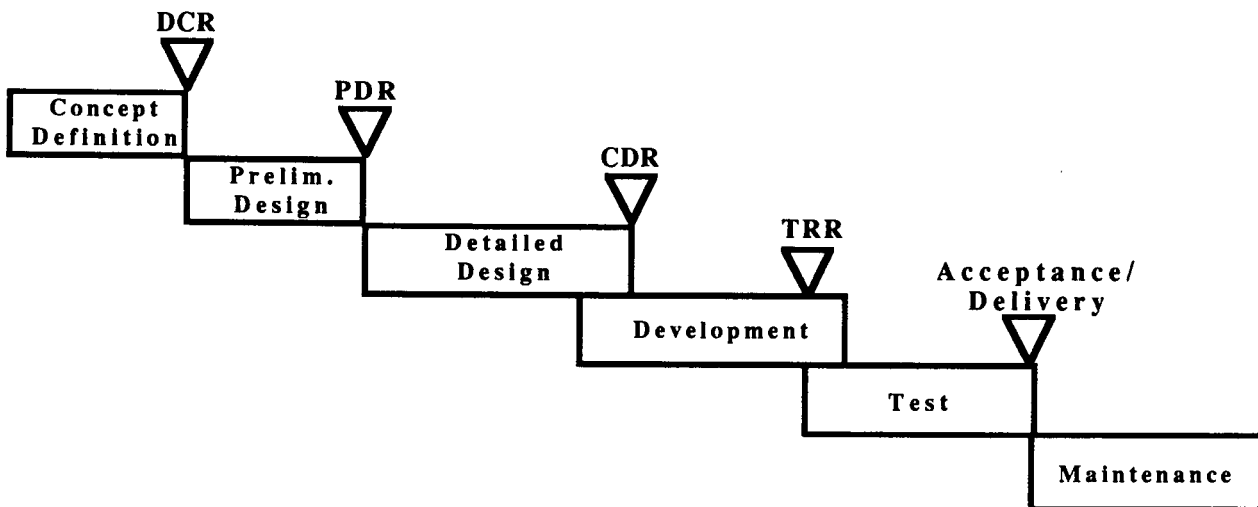 DCR
Concept
Definition
PDR
Prelim.
Design
CDR
Detailed
Design
TRR
Development
Acceptance/
Delivery
Test
Maintenance